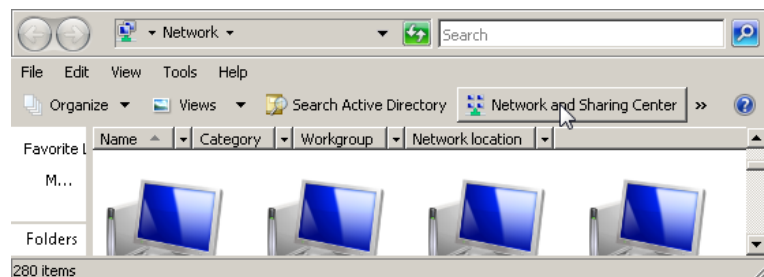 Network
Search
File Edit View Tools Help
Organize Views Search Active Directory Network and Sharing Center »
Favorite L Name Category Workgroup Network location
M...
Folders
280 items